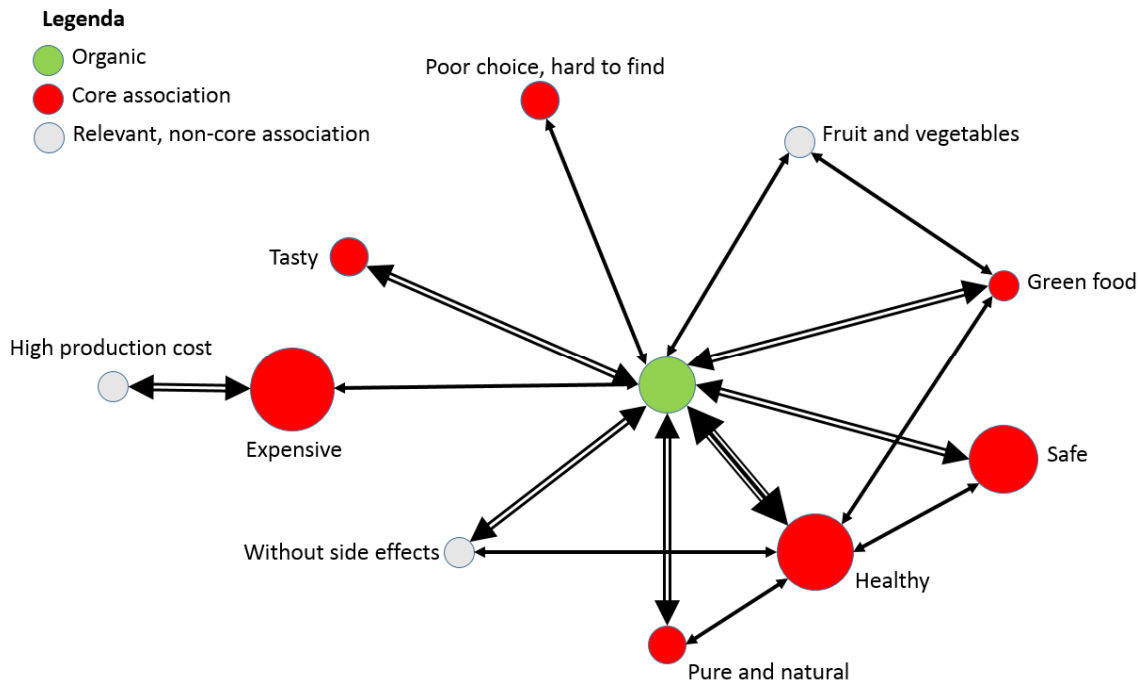 Legenda
Organic
Core association
Relevant, non-core association
Poor choice, hard to find
Fruit and vegetables
Tasty
Green food
High production cost
Expensive
Safe
Without side effects
Healthy
Pure and natural